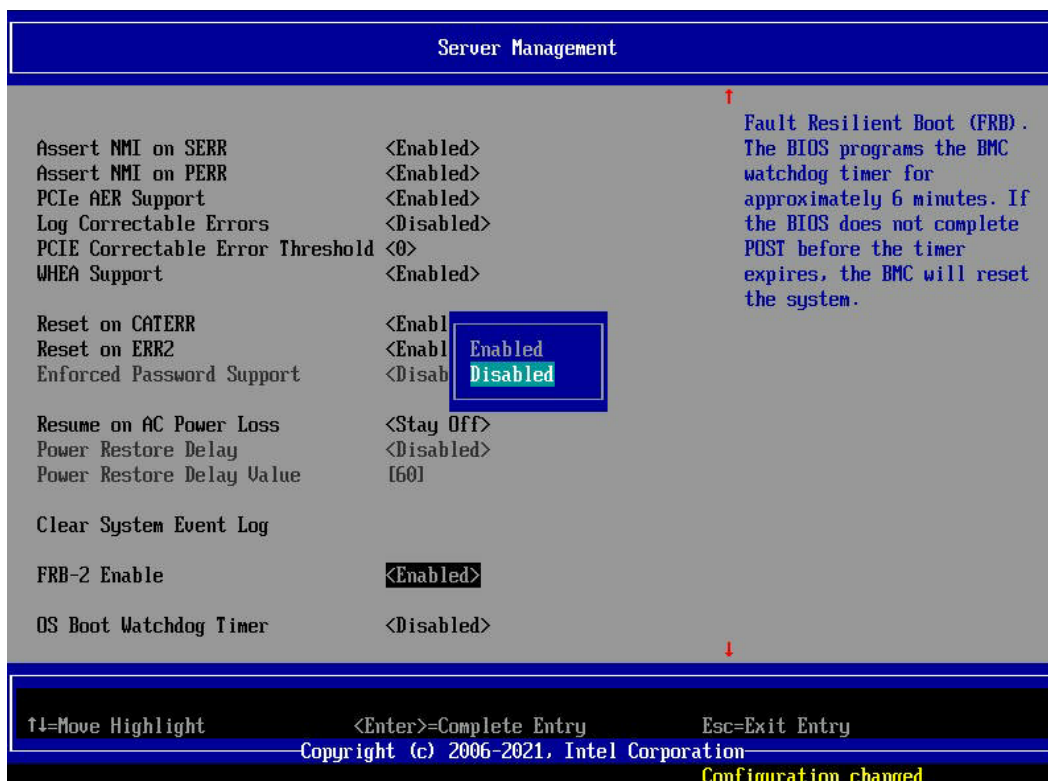 Server Management
↑
Fault Resilient Boot (FRB).
Assert NMI on SERR <Enabled> The BIOS programs the BMC
Assert NMI on PERR <Enabled> watchdog timer for
PCIe AER Support <Enabled> approximately 6 minutes. If
Log Correctable Errors <Disabled> the BIOS does not complete
PCIE Correctable Error Threshold <0> POST before the timer
WHEA Support <Enabled> expires, the BMC will reset
the system.
Reset on CATERR <Enabl
Reset on ERR2 <Enabl Enabled
Enforced Password Support <Disab Disabled
Resume on AC Power Loss <Stay Off>
Power Restore Delay <Disabled>
Power Restore Delay Value [60]
Clear System Event Log
FRB-2 Enable <Enabled>
OS Boot Watchdog Timer <Disabled>
↓
↑↓=Move Highlight <Enter>=Complete Entry Esc=Exit Entry
Copyright (c) 2006-2021, Intel Corporation
Configuration changed